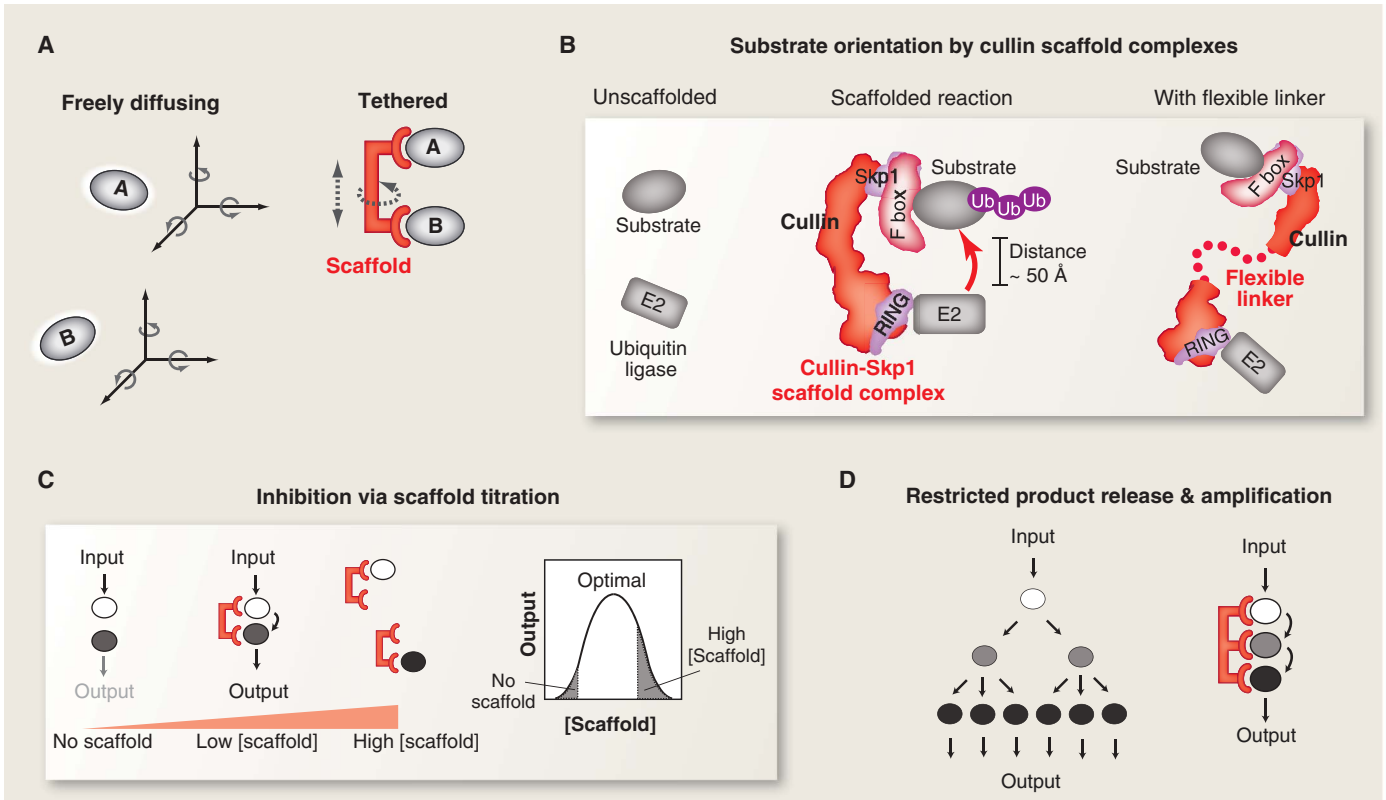 A
Freely diffusing
Tethered
A
B
A
B
Scaffold
B
Substrate orientation by cullin scaffold complexes
Unscaffolded
Scaffolded reaction
With flexible linker
Substrate
E2
Ubiquitin
ligase
Skp1
F box
Substrate
Ub
Ub
Ub
Cullin
Distance
~ 50 Å
RING
E2
Cullin-Skp1
scaffold complex
Substrate
F box
Skp1
Cullin
Flexible
linker
RING
E2
C
Inhibition via scaffold titration
Input
Output
Input
Output
No scaffold
Low [scaffold]
High [scaffold]
Output
Optimal
No
scaffold
High
[Scaffold]
[Scaffold]
D
Restricted product release & amplification
Input
Output
Input
Output